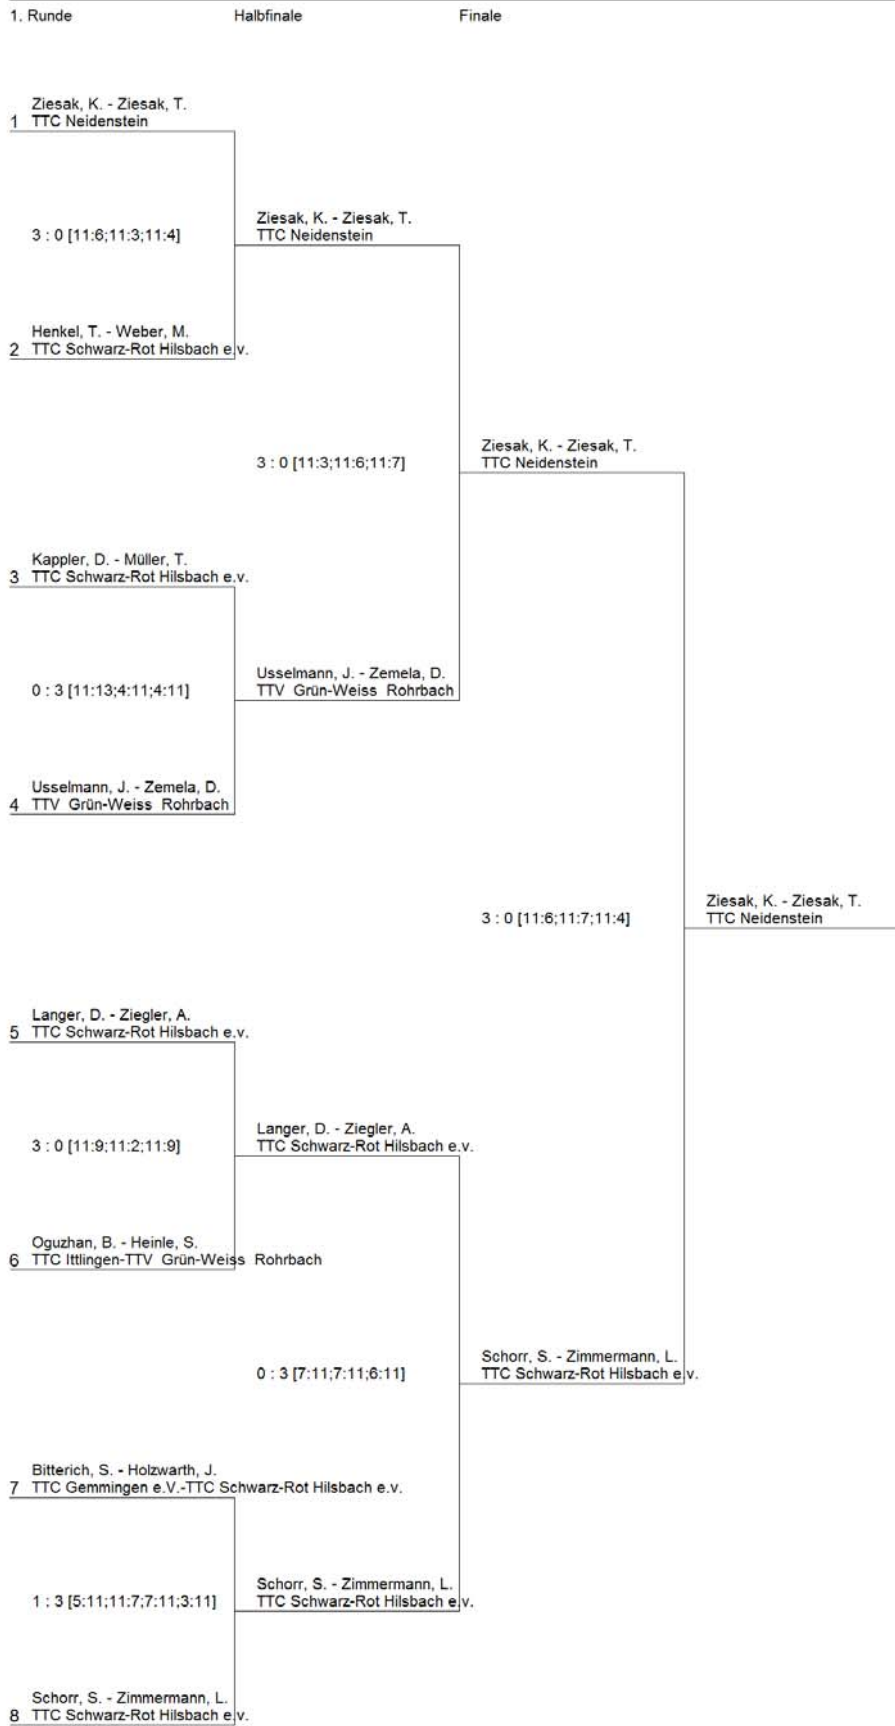 1. Runde
Halbfinale
Finale
Ziesak, K. - Ziesak, T.
1 TTC Neidenstein
3 : 0 [11:6;11:3;11:4]
Ziesak, K. - Ziesak, T.
TTC Neidenstein
Henkel, T. - Weber, M.
2 TTC Schwarz-Rot Hilsbach e.v.
3 : 0 [11:3;11:6;11:7]
Ziesak, K. - Ziesak, T.
TTC Neidenstein
Kappler, D. - Müller, T.
3 TTC Schwarz-Rot Hilsbach e.v.
0 : 3 [11:13;4:11;4:11]
Usselmann, J. - Zemela, D.
TTV Grün-Weiss Rohrbach
Usselmann, J. - Zemela, D.
4 TTV Grün-Weiss Rohrbach
3 : 0 [11:6;11:7;11:4]
Ziesak, K. - Ziesak, T.
TTC Neidenstein
Langer, D. - Ziegler, A.
5 TTC Schwarz-Rot Hilsbach e.v.
3 : 0 [11:9;11:2;11:9]
Langer, D. - Ziegler, A.
TTC Schwarz-Rot Hilsbach e.v.
Oguzhan, B. - Heinle, S.
6 TTC Ittlingen-TTV Grün-Weiss Rohrbach
0 : 3 [7:11;7:11;6:11]
Schorr, S. - Zimmermann, L.
TTC Schwarz-Rot Hilsbach e.v.
Bitterich, S. - Holzwarth, J.
7 TTC Gemmingen e.V.-TTC Schwarz-Rot Hilsbach e.v.
1 : 3 [5:11;11:7;7:11;3:11]
Schorr, S. - Zimmermann, L.
TTC Schwarz-Rot Hilsbach e.v.
Schorr, S. - Zimmermann, L.
8 TTC Schwarz-Rot Hilsbach e.v.